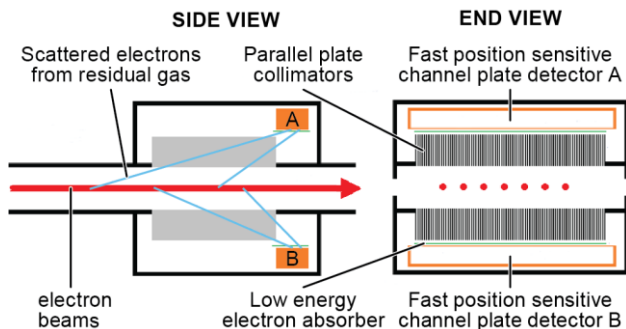 SIDE VIEW
END VIEW
Scattered electrons
from residual gas
Parallel plate
collimators
Fast position sensitive
channel plate detector A
A
B
electron
beams
Low energy
electron absorber
Fast position sensitive
channel plate detector B